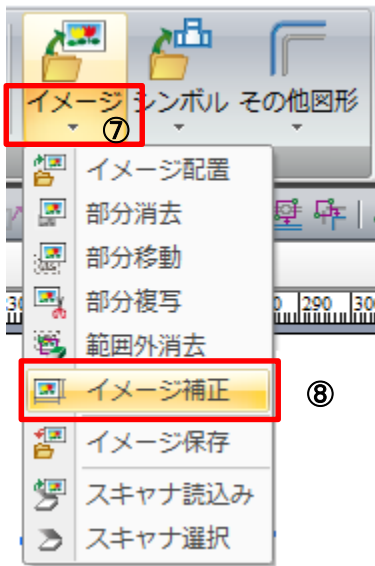 イメージ シンボル その他図形
⑦
イメージ配置
部分消去
部分移動
部分複写
290 30
範囲外消去
イメージ補正 ⑧
イメージ保存
スキャナ読込み
スキャナ選択